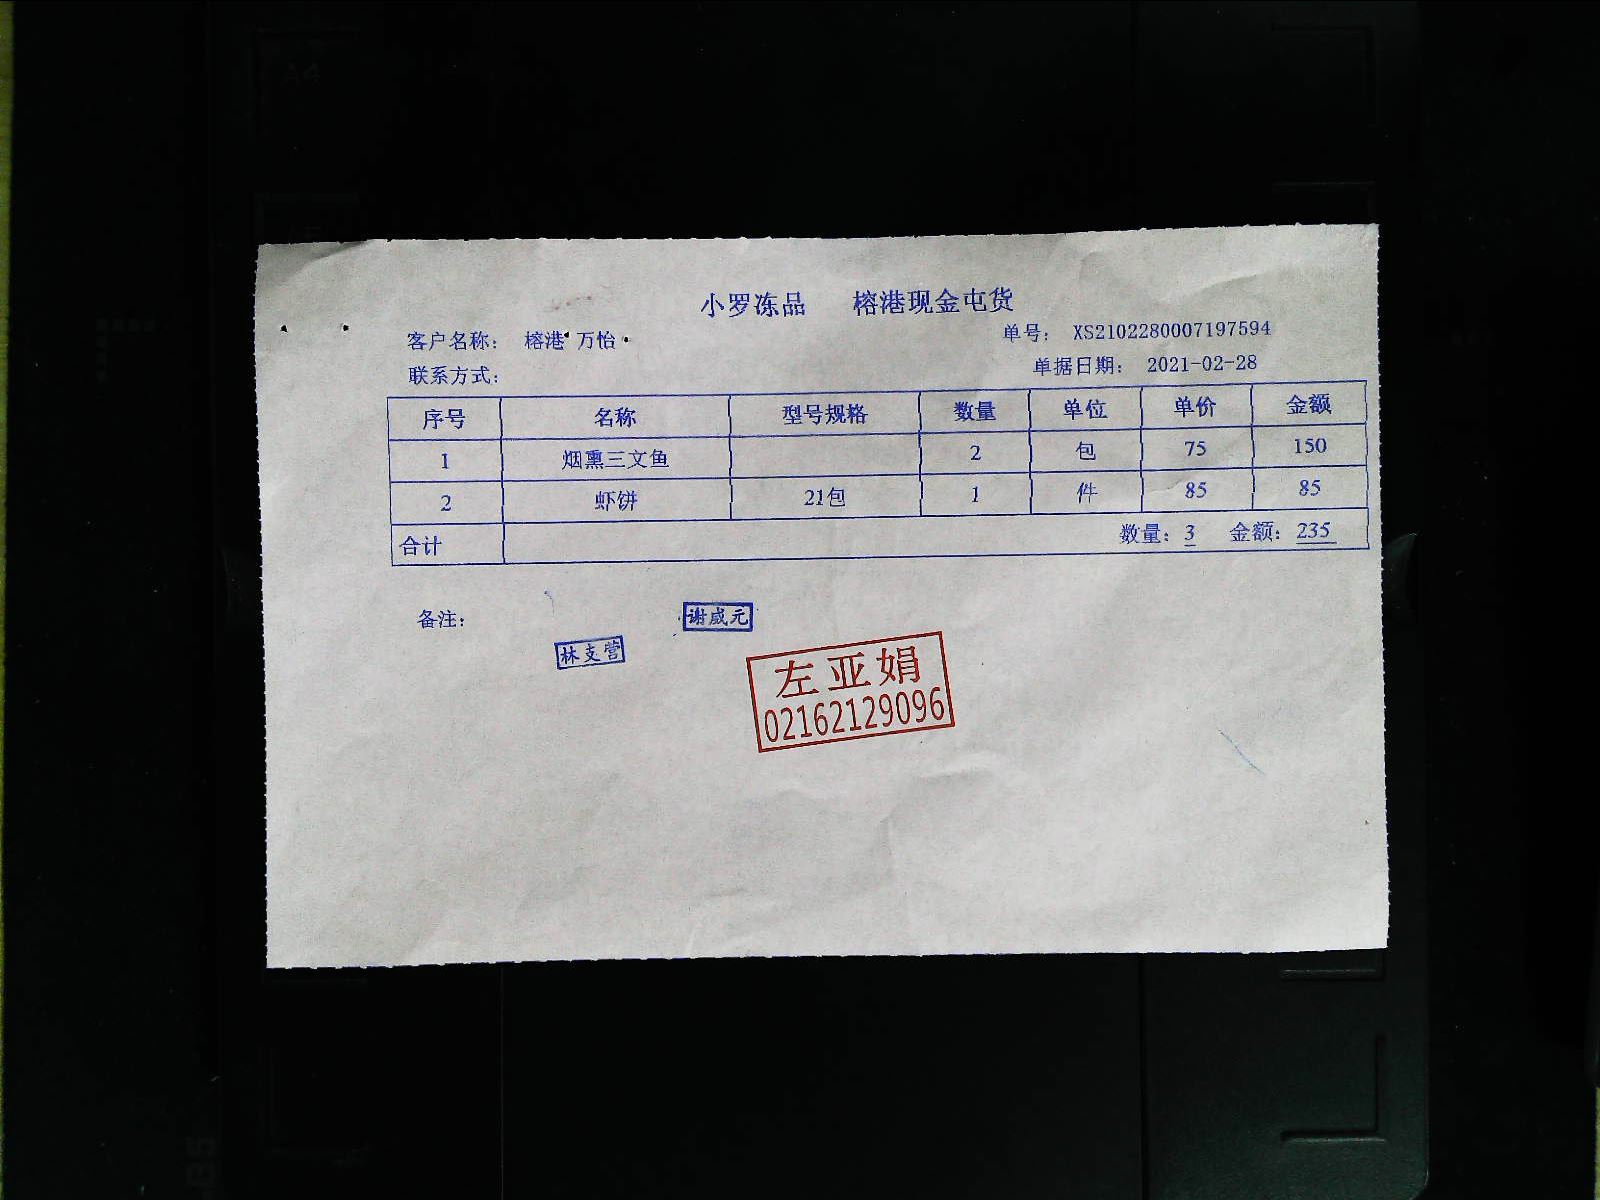 小罗冻品 榕港现金屯货
客户名称: 榕港 万怡 单号: XS2102280007197594
联系方式: 单据日期: 2021-02-28
序号 名称 型号规格 数量 单位 单价 金额
1 烟熏三文鱼 2 包 75 150
2 虾饼 21包 1 件 85 85
合计 数量: 3 金额: 235
备注:
谢威元
林支营
左亚娟
02162129096